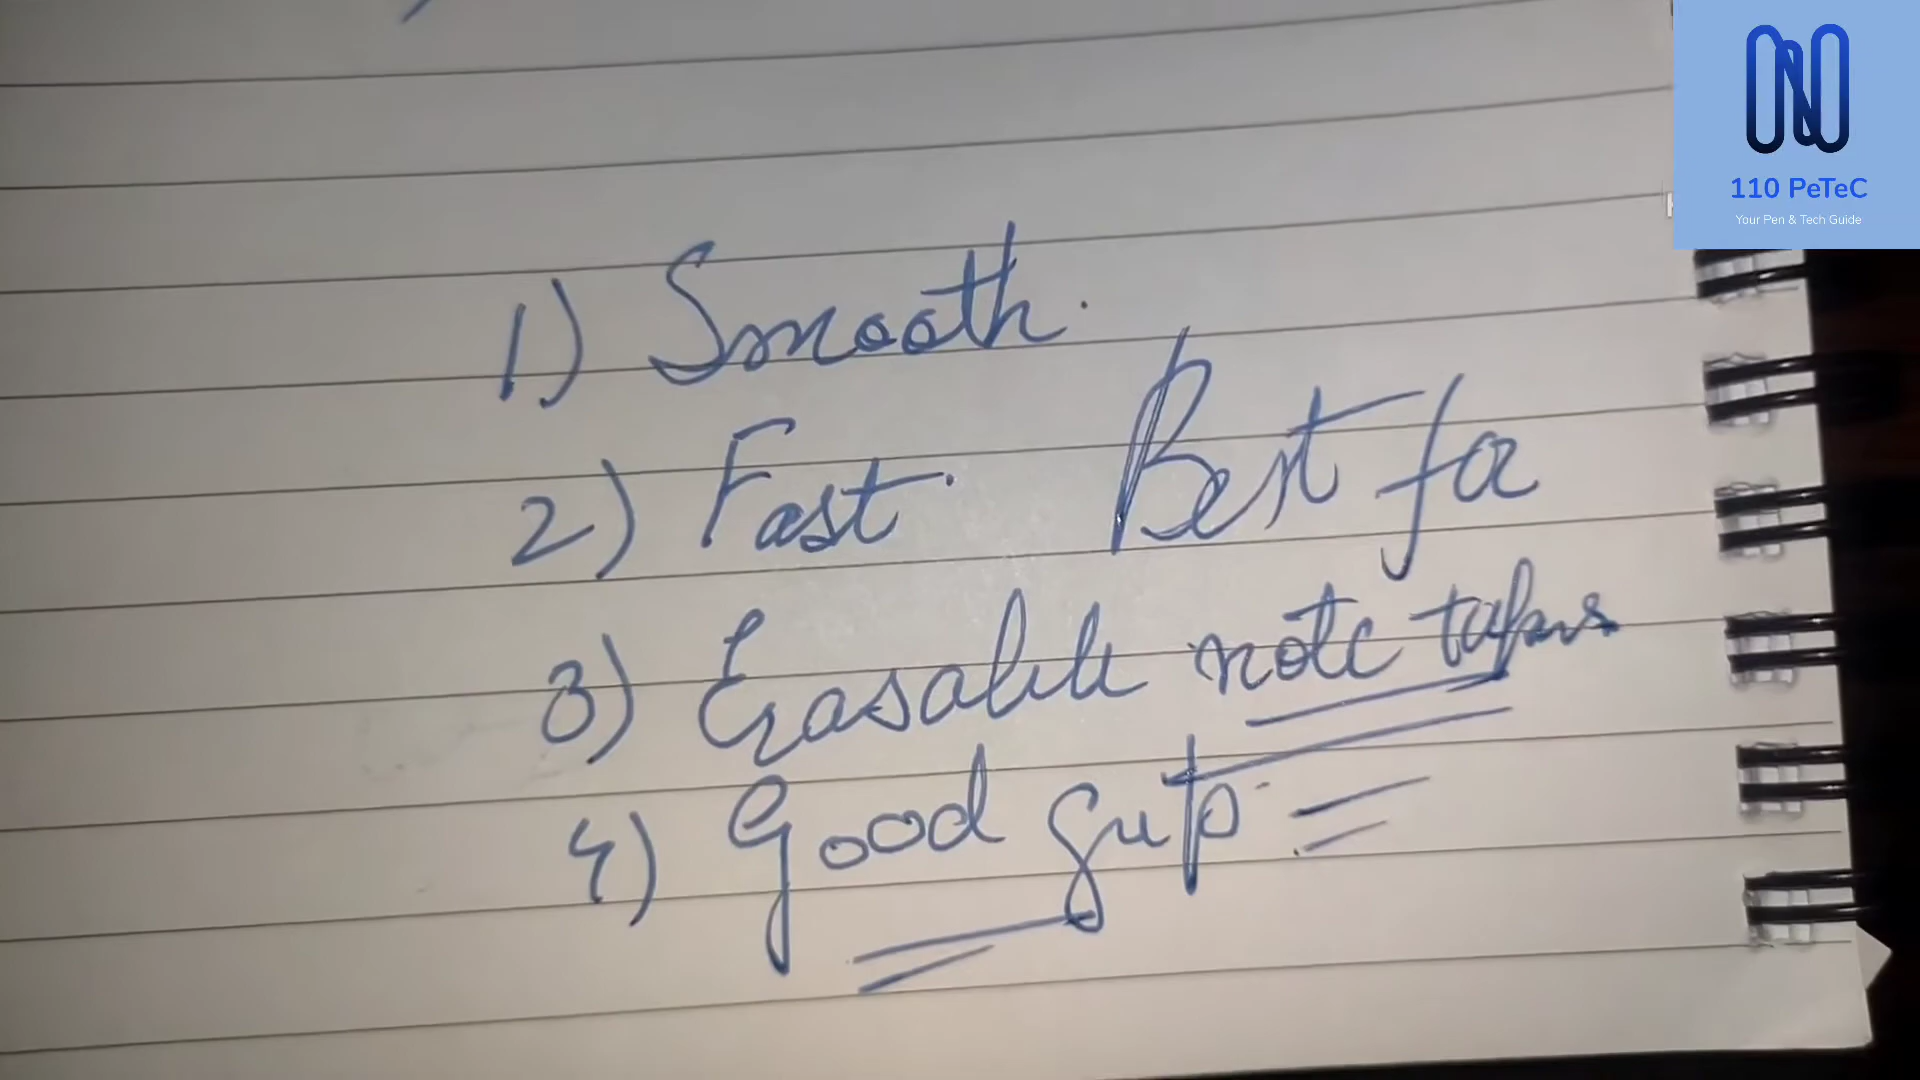 110 PeTeC
Your Pen & Tech Guide
1) Smooth.
2) Fast.
Best for
3) Erasable
note takers
4) Good grip